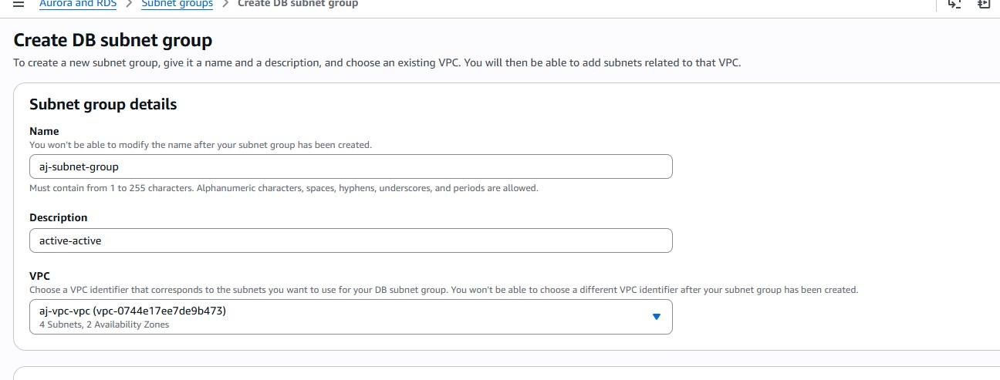 Aurora and RDS > Subnet groups > Create DB subnet group
Create DB subnet group
To create a new subnet group, give it a name and a description, and choose an existing VPC. You will then be able to add subnets related to that VPC.
Subnet group details
Name
You won't be able to modify the name after your subnet group has been created.
aj-subnet-group
Must contain from 1 to 255 characters. Alphanumeric characters, spaces, hyphens, underscores, and periods are allowed.
Description
active-active
VPC
Choose a VPC identifier that corresponds to the subnets you want to use for your DB subnet group. You won't be able to choose a different VPC identifier after your subnet group has been created.
aj-vpc-vpc (vpc-0744e17ee7de9b473)
4 Subnets, 2 Availability Zones